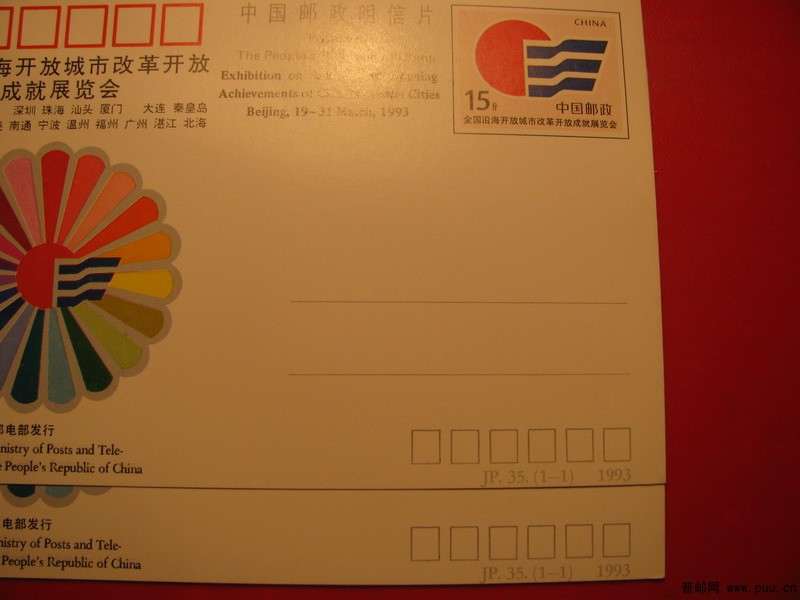 中国邮政明信片
海开放城市改革开放
成就展览会
深圳 珠海 汕头 厦门 大连 秦皇岛
南通 宁波 温州 福州 广州 湛江 北海
The People's
Exhibition on
Achievements of Cities
Beijing, 19—31 March, 1993
CHINA
15分
中国邮政
全国沿海开放城市改革开放成就展览会
邮电部发行
nistry of Posts and Tele-
e People's Republic of China
JP. 35. (1—1) 1993
电部发行
nistry of Posts and Tele-
People's Republic of China
JP. 35. (1—1) 1993
普邮网 www.puu.cn